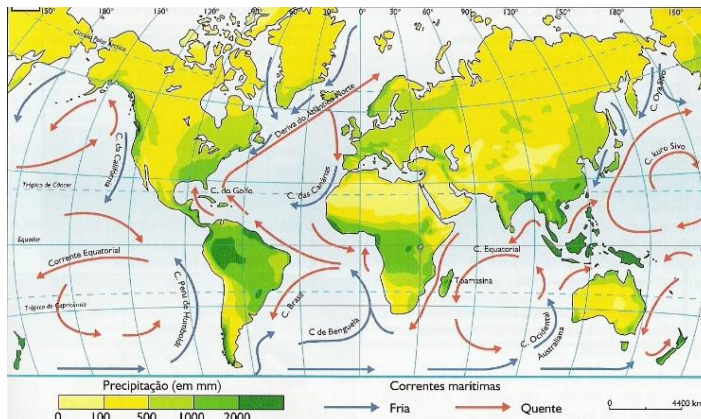 180° 150° 120° 90° 60° 30° 0° 30° 60° 90° 120° 150° 180° 150°
Círculo Polar Ártico
C. Oya Sivo
Deriva do Atlântico Norte
C. da Califórnia
C. kuro Sivo
Trópico de Câncer
C. do Golfo
C. das Canárias
Equador
Corrente Equatorial
C. Equatorial
Toamasina
C. Peru de Humboldt
Trópico de Capricórnio
C. Brasil
C de Benguela
C. Ocidental
Australiana
Precipitação (em mm)
0 100 500 1000 2000
Correntes marítimas
Fria
Quente
0 4400 km